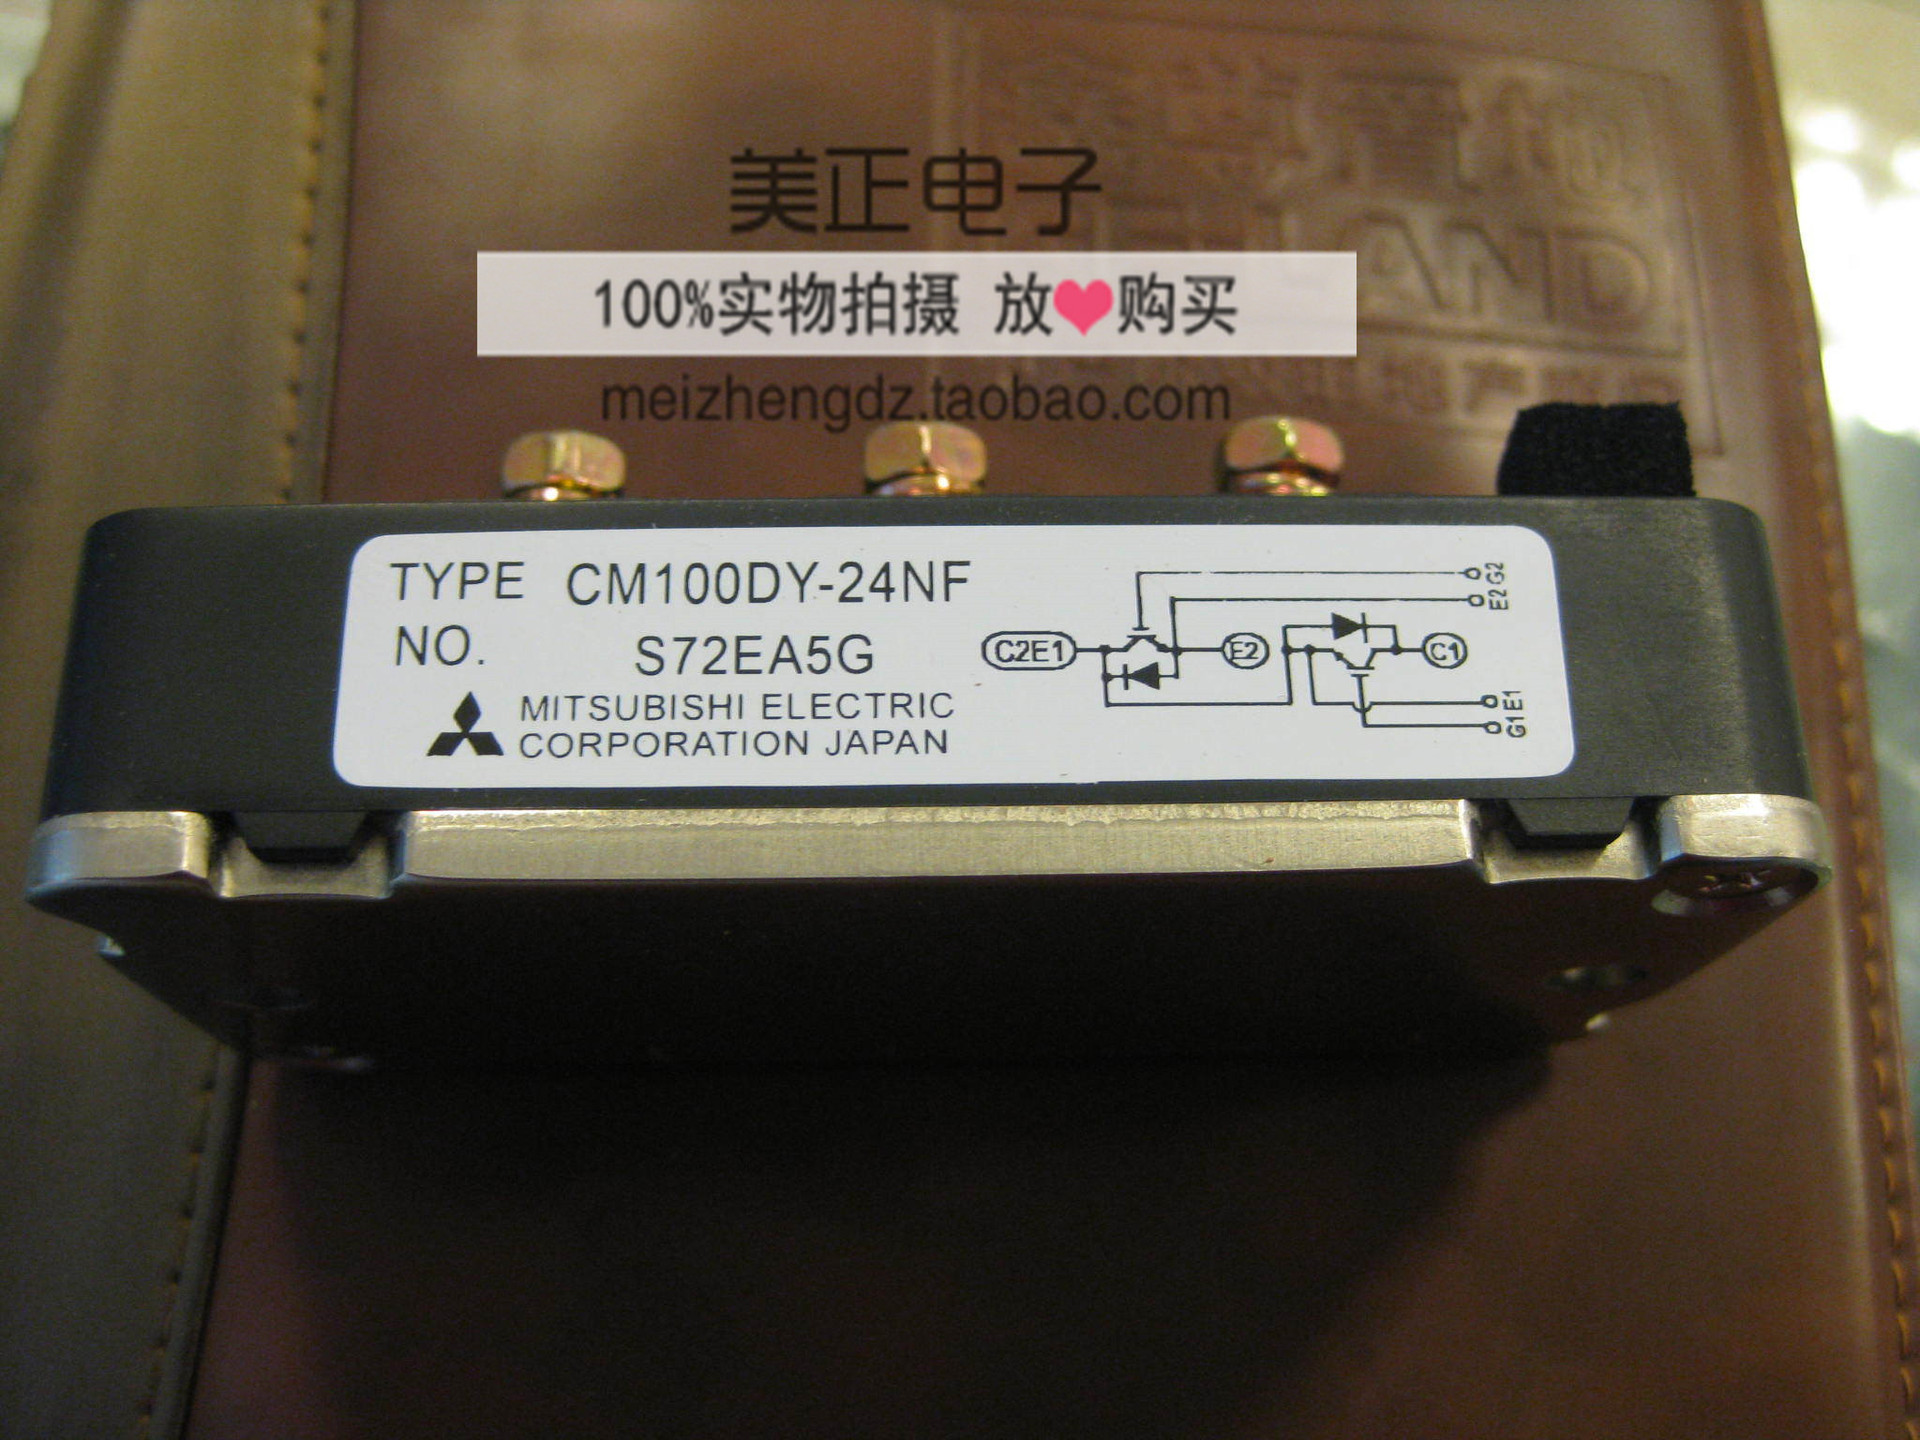 美正电子
100%实物拍摄 放❤购买
meizhengdz.taobao.com
LAND
TYPE CM100DY-24NF
NO. S72EA5G
MITSUBISHI ELECTRIC
CORPORATION JAPAN
C2E1
E2
C1
G2
E2
E1
G1